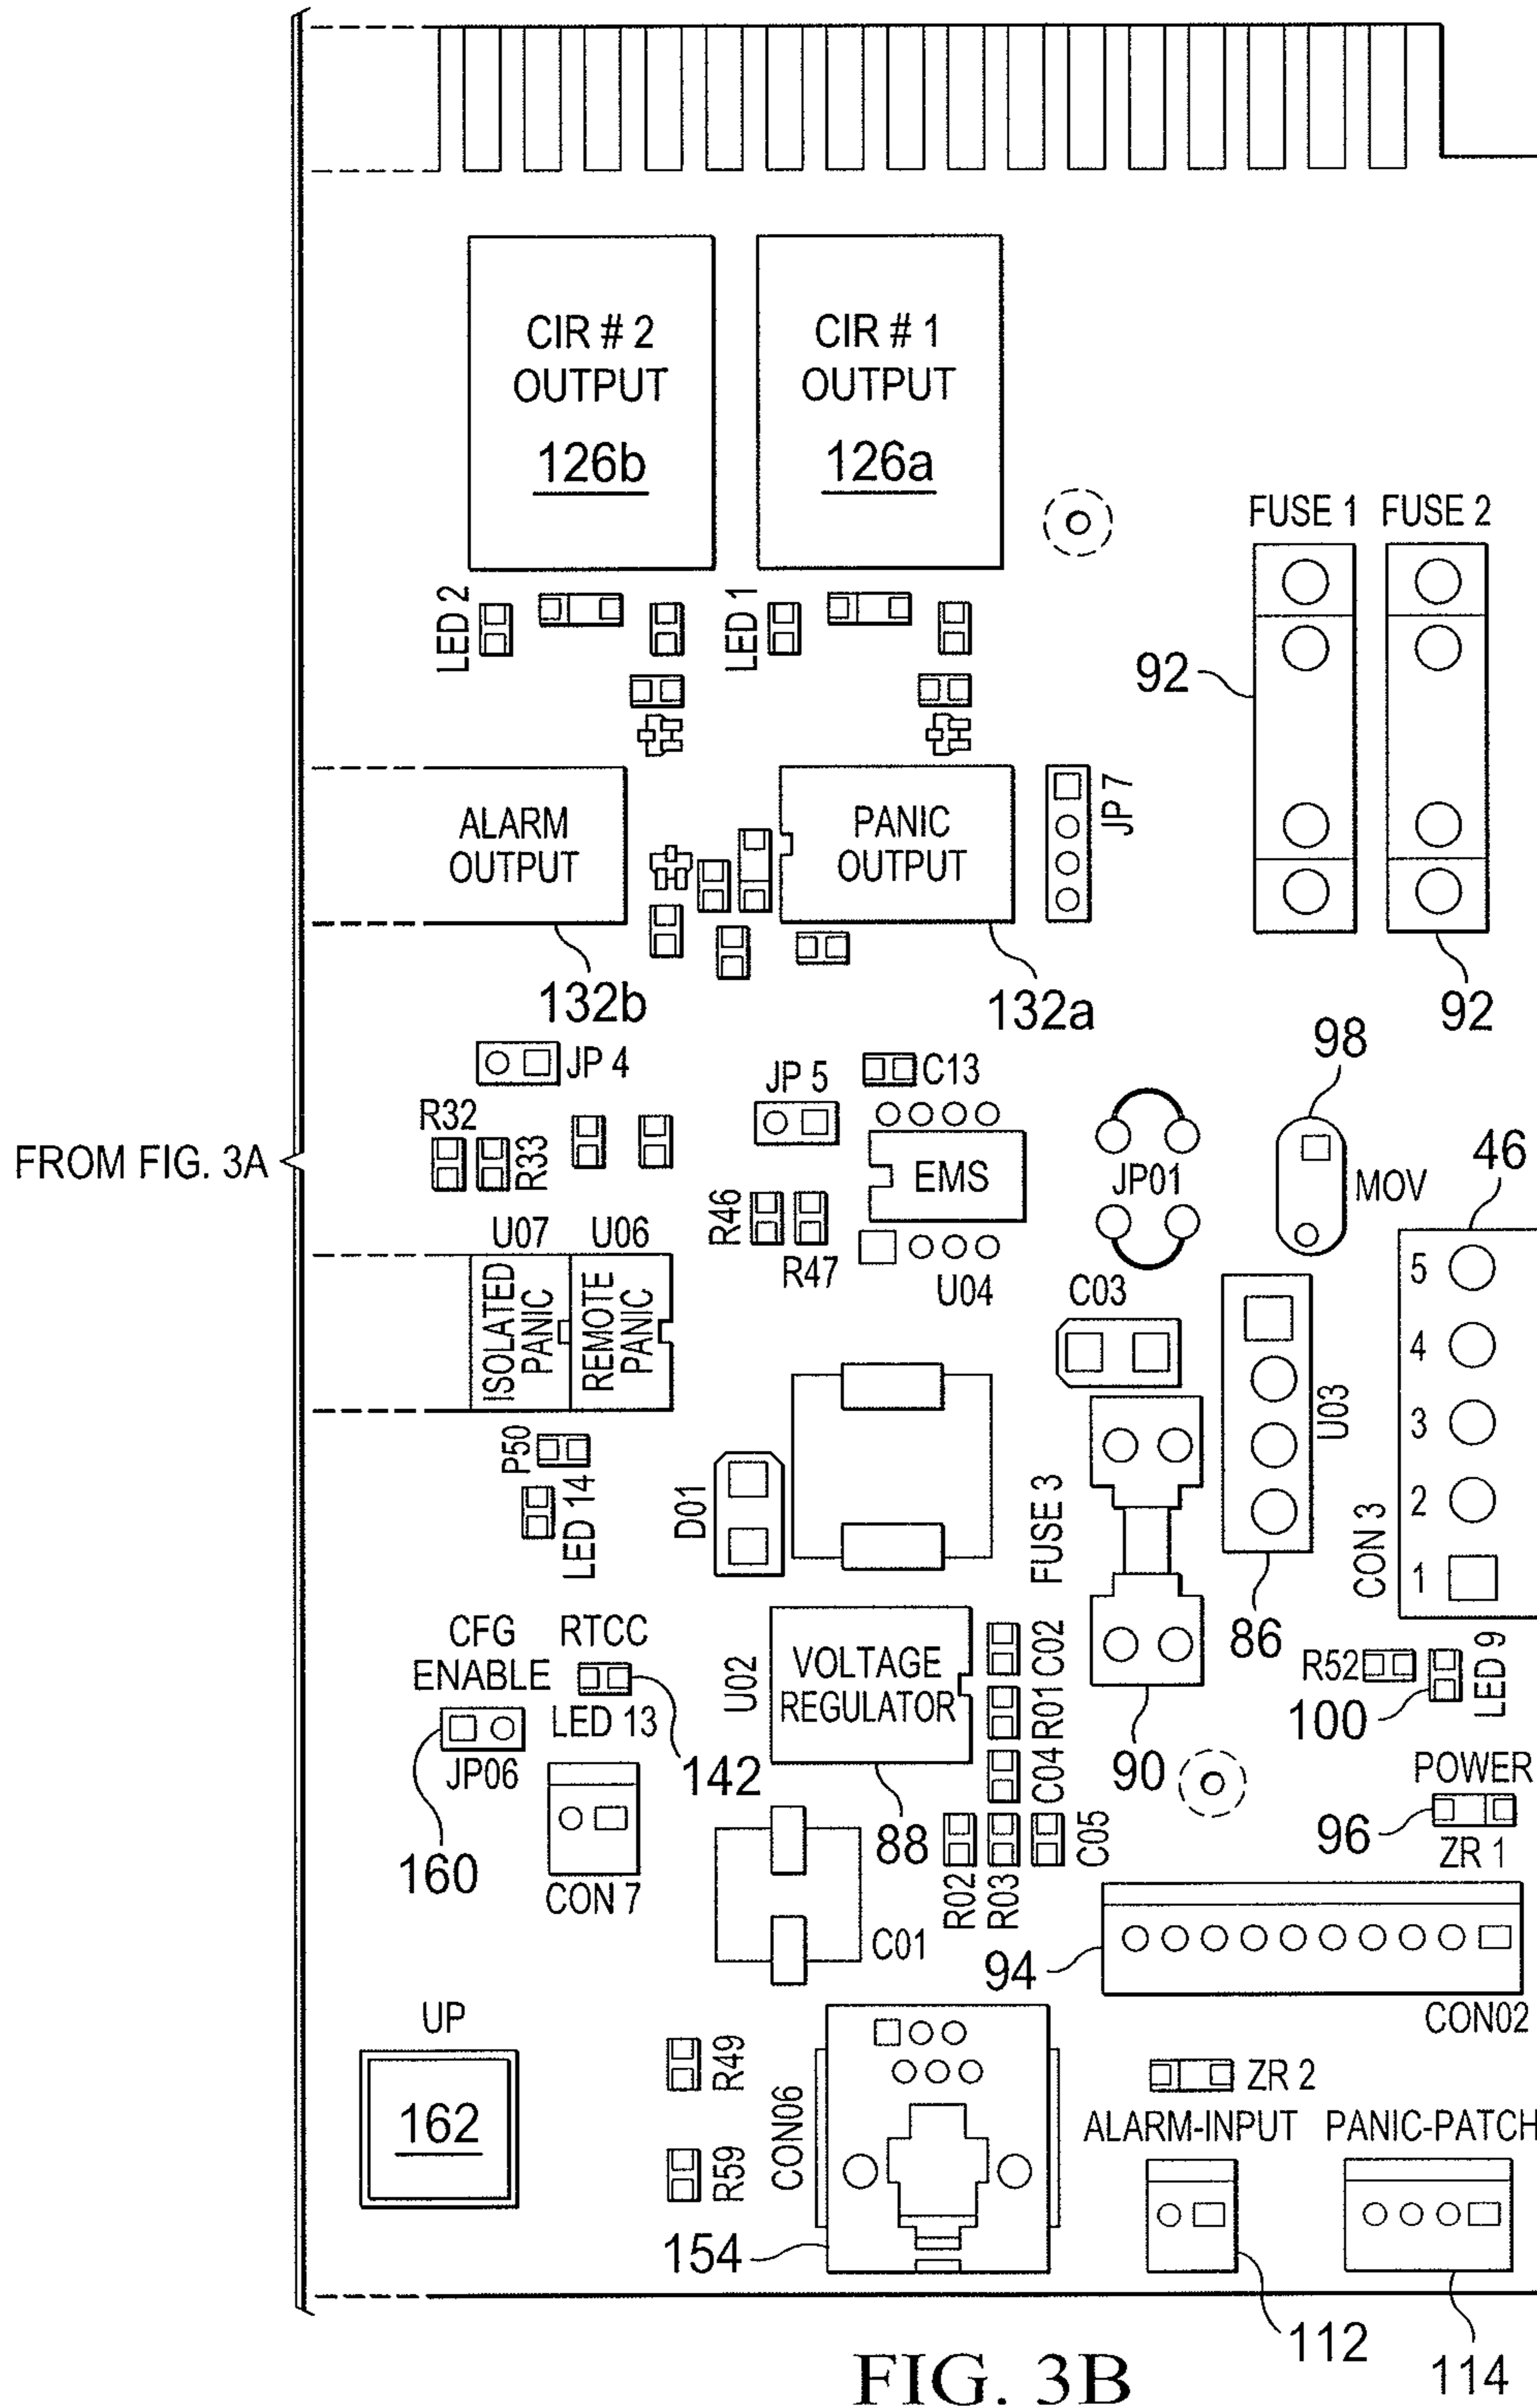 CIR # 2
OUTPUT
126b
CIR # 1
OUTPUT
126a
FUSE 1
FUSE 2
LED 2
LED 1
92
ALARM
OUTPUT
PANIC
OUTPUT
JP 7
132b
132a
92
98
JP 4
JP 5
C13
R32
R33
FROM FIG. 3A
EMS
JP01
MOV
46
R46
R47
U04
U07
U06
ISOLATED
PANIC
REMOTE
PANIC
C03
U03
5
4
3
2
1
CON 3
P50
LED 14
D01
FUSE 3
86
CFG
ENABLE
RTCC
LED 13
JP06
142
160
U02
VOLTAGE
REGULATOR
C02
R01
C04
88
90
R52
LED 9
100
POWER
96
ZR 1
CON 7
R02
R03
C05
C01
94
CON02
UP
162
R49
R59
CON06
154
ZR 2
ALARM-INPUT
PANIC-PATCH
112
114
FIG. 3B